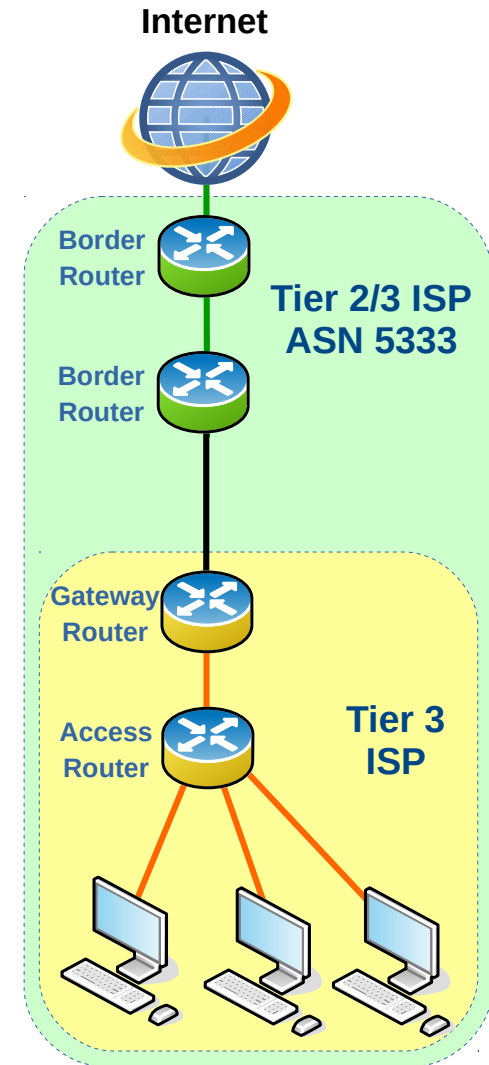 Internet
Border
Router
Tier 2/3 ISP
ASN 5333
Border
Router
Gateway
Router
Access
Router
Tier 3
ISP